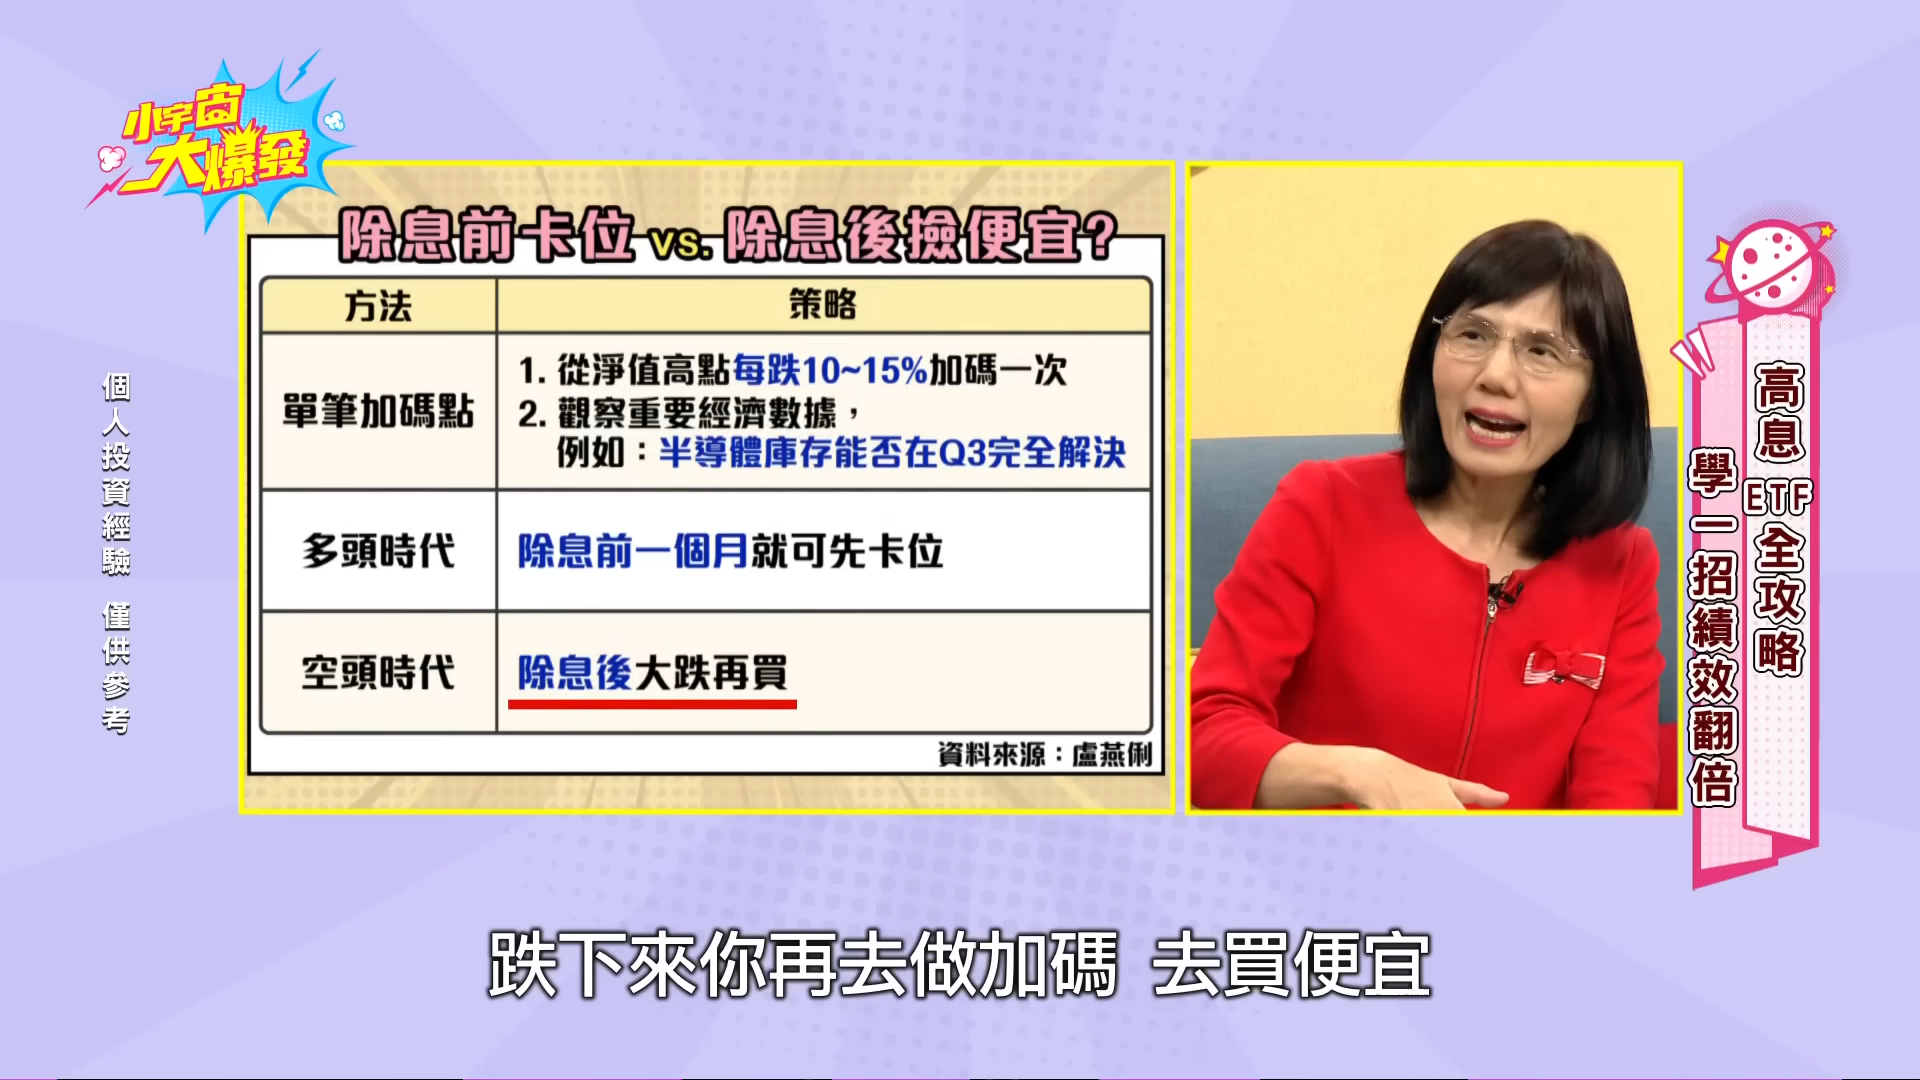 小宇宙
大爆發
除息前卡位 vs. 除息後撿便宜?
方法
策略
單筆加碼點
1. 從淨值高點每跌10~15%加碼一次
2. 觀察重要經濟數據，
例如：半導體庫存能否在Q3完全解決
多頭時代
除息前一個月就可先卡位
空頭時代
除息後大跌再買
資料來源：盧燕俐
個人投資經驗 僅供參考
高息ETF全攻略
學一招績效翻倍
跌下來你再去做加碼 去買便宜